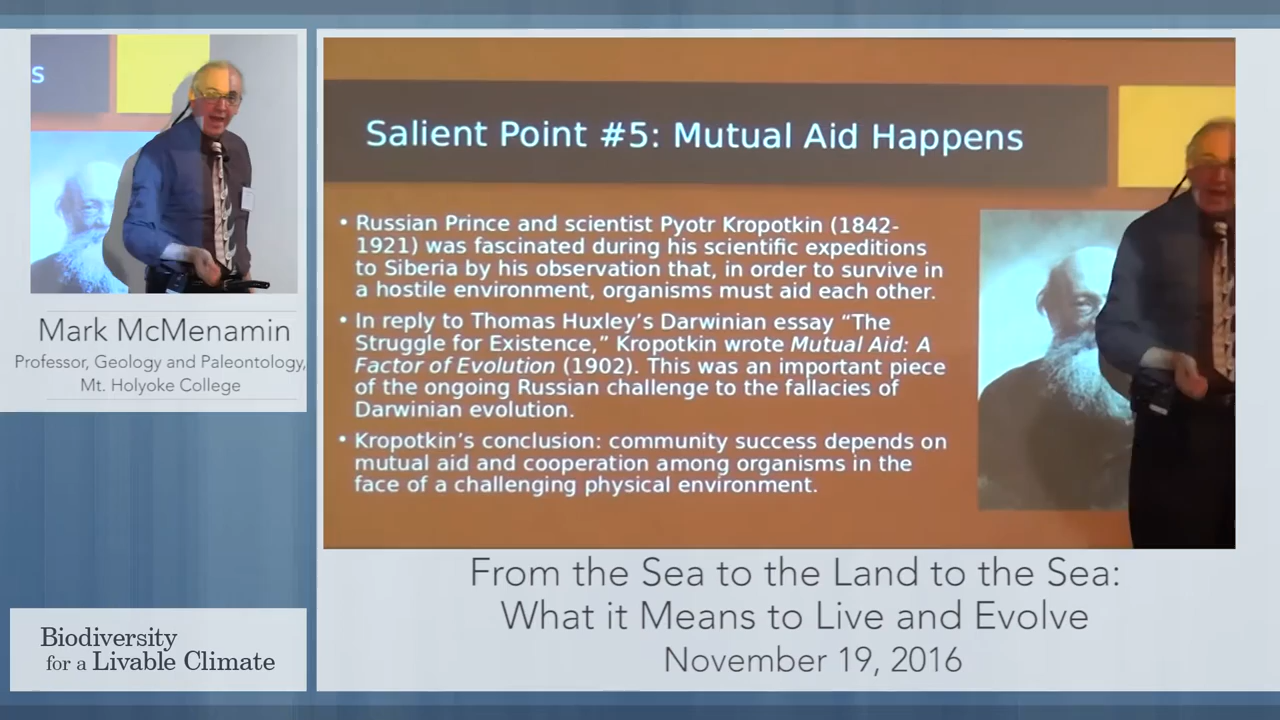 s
Mark McMenamin
Professor, Geology and Paleontology,
Mt. Holyoke College
Salient Point #5: Mutual Aid Happens
• Russian Prince and scientist Pyotr Kropotkin (1842-
1921) was fascinated during his scientific expeditions
to Siberia by his observation that, in order to survive in
a hostile environment, organisms must aid each other.
• In reply to Thomas Huxley’s Darwinian essay “The
Struggle for Existence,” Kropotkin wrote Mutual Aid: A
Factor of Evolution (1902). This was an important piece
of the ongoing Russian challenge to the fallacies of
Darwinian evolution.
• Kropotkin’s conclusion: community success depends on
mutual aid and cooperation among organisms in the
face of a challenging physical environment.
From the Sea to the Land to the Sea:
What it Means to Live and Evolve
November 19, 2016
Biodiversity
for a Livable Climate